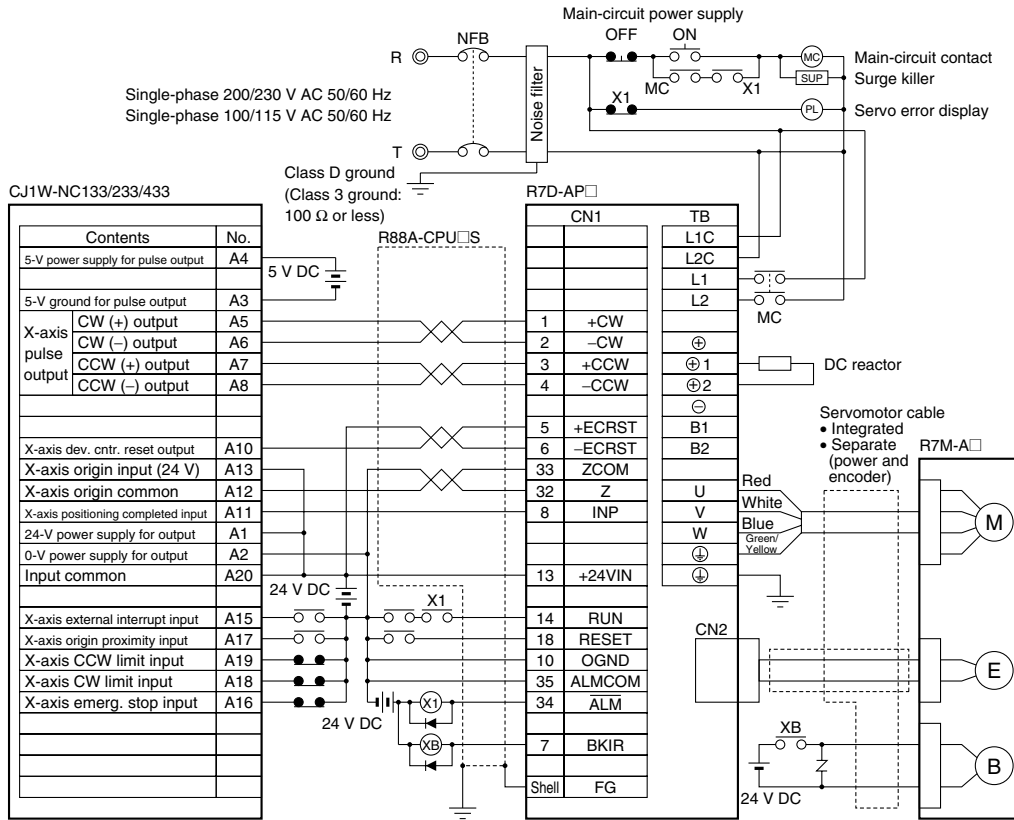 Main-circuit power supply
OFF ON
NFB
R
MC
Main-circuit contact
SUP
Surge killer
MC X1
Noise filter
X1
PL
Servo error display
Single-phase 200/230 V AC 50/60 Hz
Single-phase 100/115 V AC 50/60 Hz
T
Class D ground
(Class 3 ground:
100 Ω or less)
CJ1W-NC133/233/433
R7D-AP□
R88A-CPU□S
CN1 TB
Contents No.
L1C
5-V power supply for pulse output A4
L2C
5 V DC
L1
5-V ground for pulse output A3
L2
MC
X-axis pulse output
CW (+) output A5
1 +CW
CW (−) output A6
2 −CW ⊕
CCW (+) output A7
3 +CCW ⊕1
DC reactor
CCW (−) output A8
4 −CCW ⊕2
⊖
5 +ECRST B1
X-axis dev. cntr. reset output A10
6 −ECRST B2
X-axis origin input (24 V) A13
33 ZCOM
X-axis origin common A12
32 Z U
X-axis positioning completed input A11
8 INP V
24-V power supply for output A1
W
0-V power supply for output A2
Input common A20
13 +24VIN
24 V DC
X1
X-axis external interrupt input A15
14 RUN
X-axis origin proximity input A17
18 RESET
X-axis CCW limit input A19
10 OGND
X-axis CW limit input A18
35 ALMCOM
X-axis emerg. stop input A16
X1
34 ALM
24 V DC
XB
7 BKIR
Shell FG
Servomotor cable
• Integrated
• Separate
(power and
encoder)
R7M-A□
Red
White
Blue
Green/
Yellow
M
CN2
E
XB
B
24 V DC